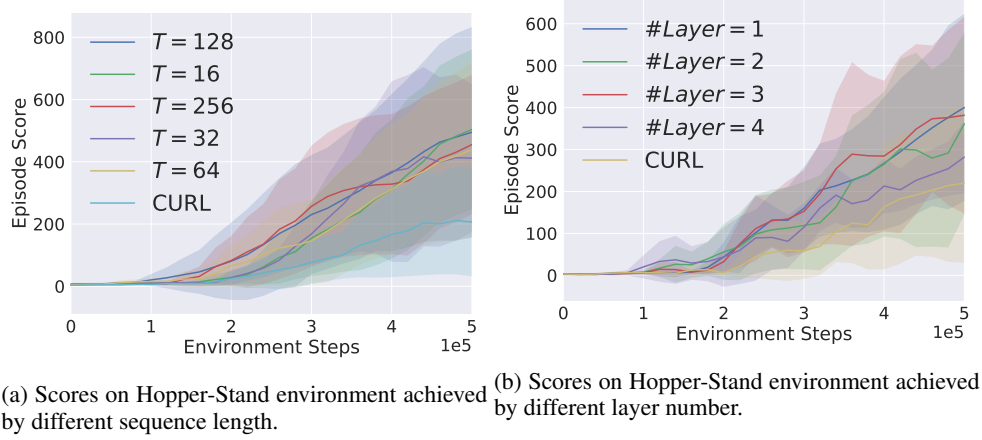 800
600
400
200
0
Episode Score
T = 128
T = 16
T = 256
T = 32
T = 64
CURL
0 1 2 3 4 5
Environment Steps
1e5
(a) Scores on Hopper-Stand environment achieved
by different sequence length.
600
500
400
300
200
100
0
Episode Score
#Layer = 1
#Layer = 2
#Layer = 3
#Layer = 4
CURL
0 1 2 3 4 5
Environment Steps
1e5
(b) Scores on Hopper-Stand environment achieved
by different layer number.